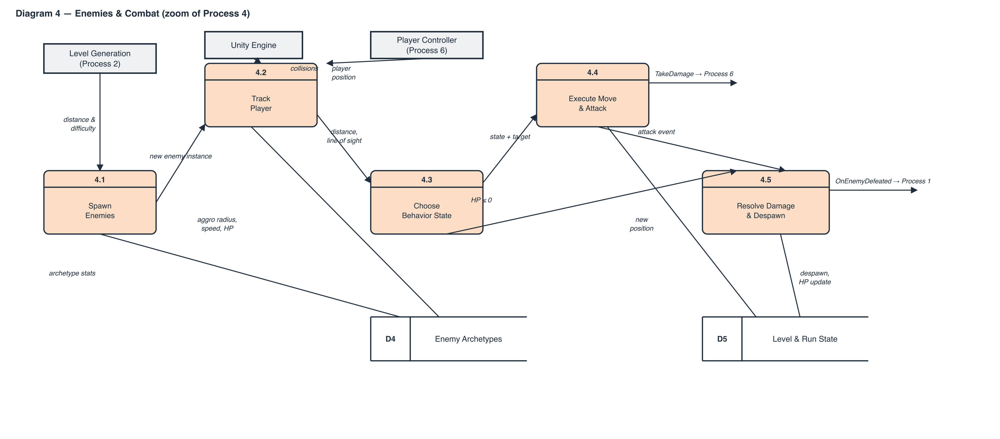 Diagram 4 — Enemies & Combat (zoom of Process 4)
Level Generation
(Process 2)
Unity Engine
Player Controller
(Process 6)
collisions
player
position
4.2
Track
Player
4.4
Execute Move
& Attack
TakeDamage → Process 6
distance &
difficulty
distance,
line of sight
state + target
attack event
new enemy instance
4.1
Spawn
Enemies
4.3
Choose
Behavior State
HP ≤ 0
4.5
Resolve Damage
& Despawn
OnEnemyDefeated → Process 1
aggro radius,
speed, HP
new
position
archetype stats
despawn,
HP update
D4
Enemy Archetypes
D5
Level & Run State